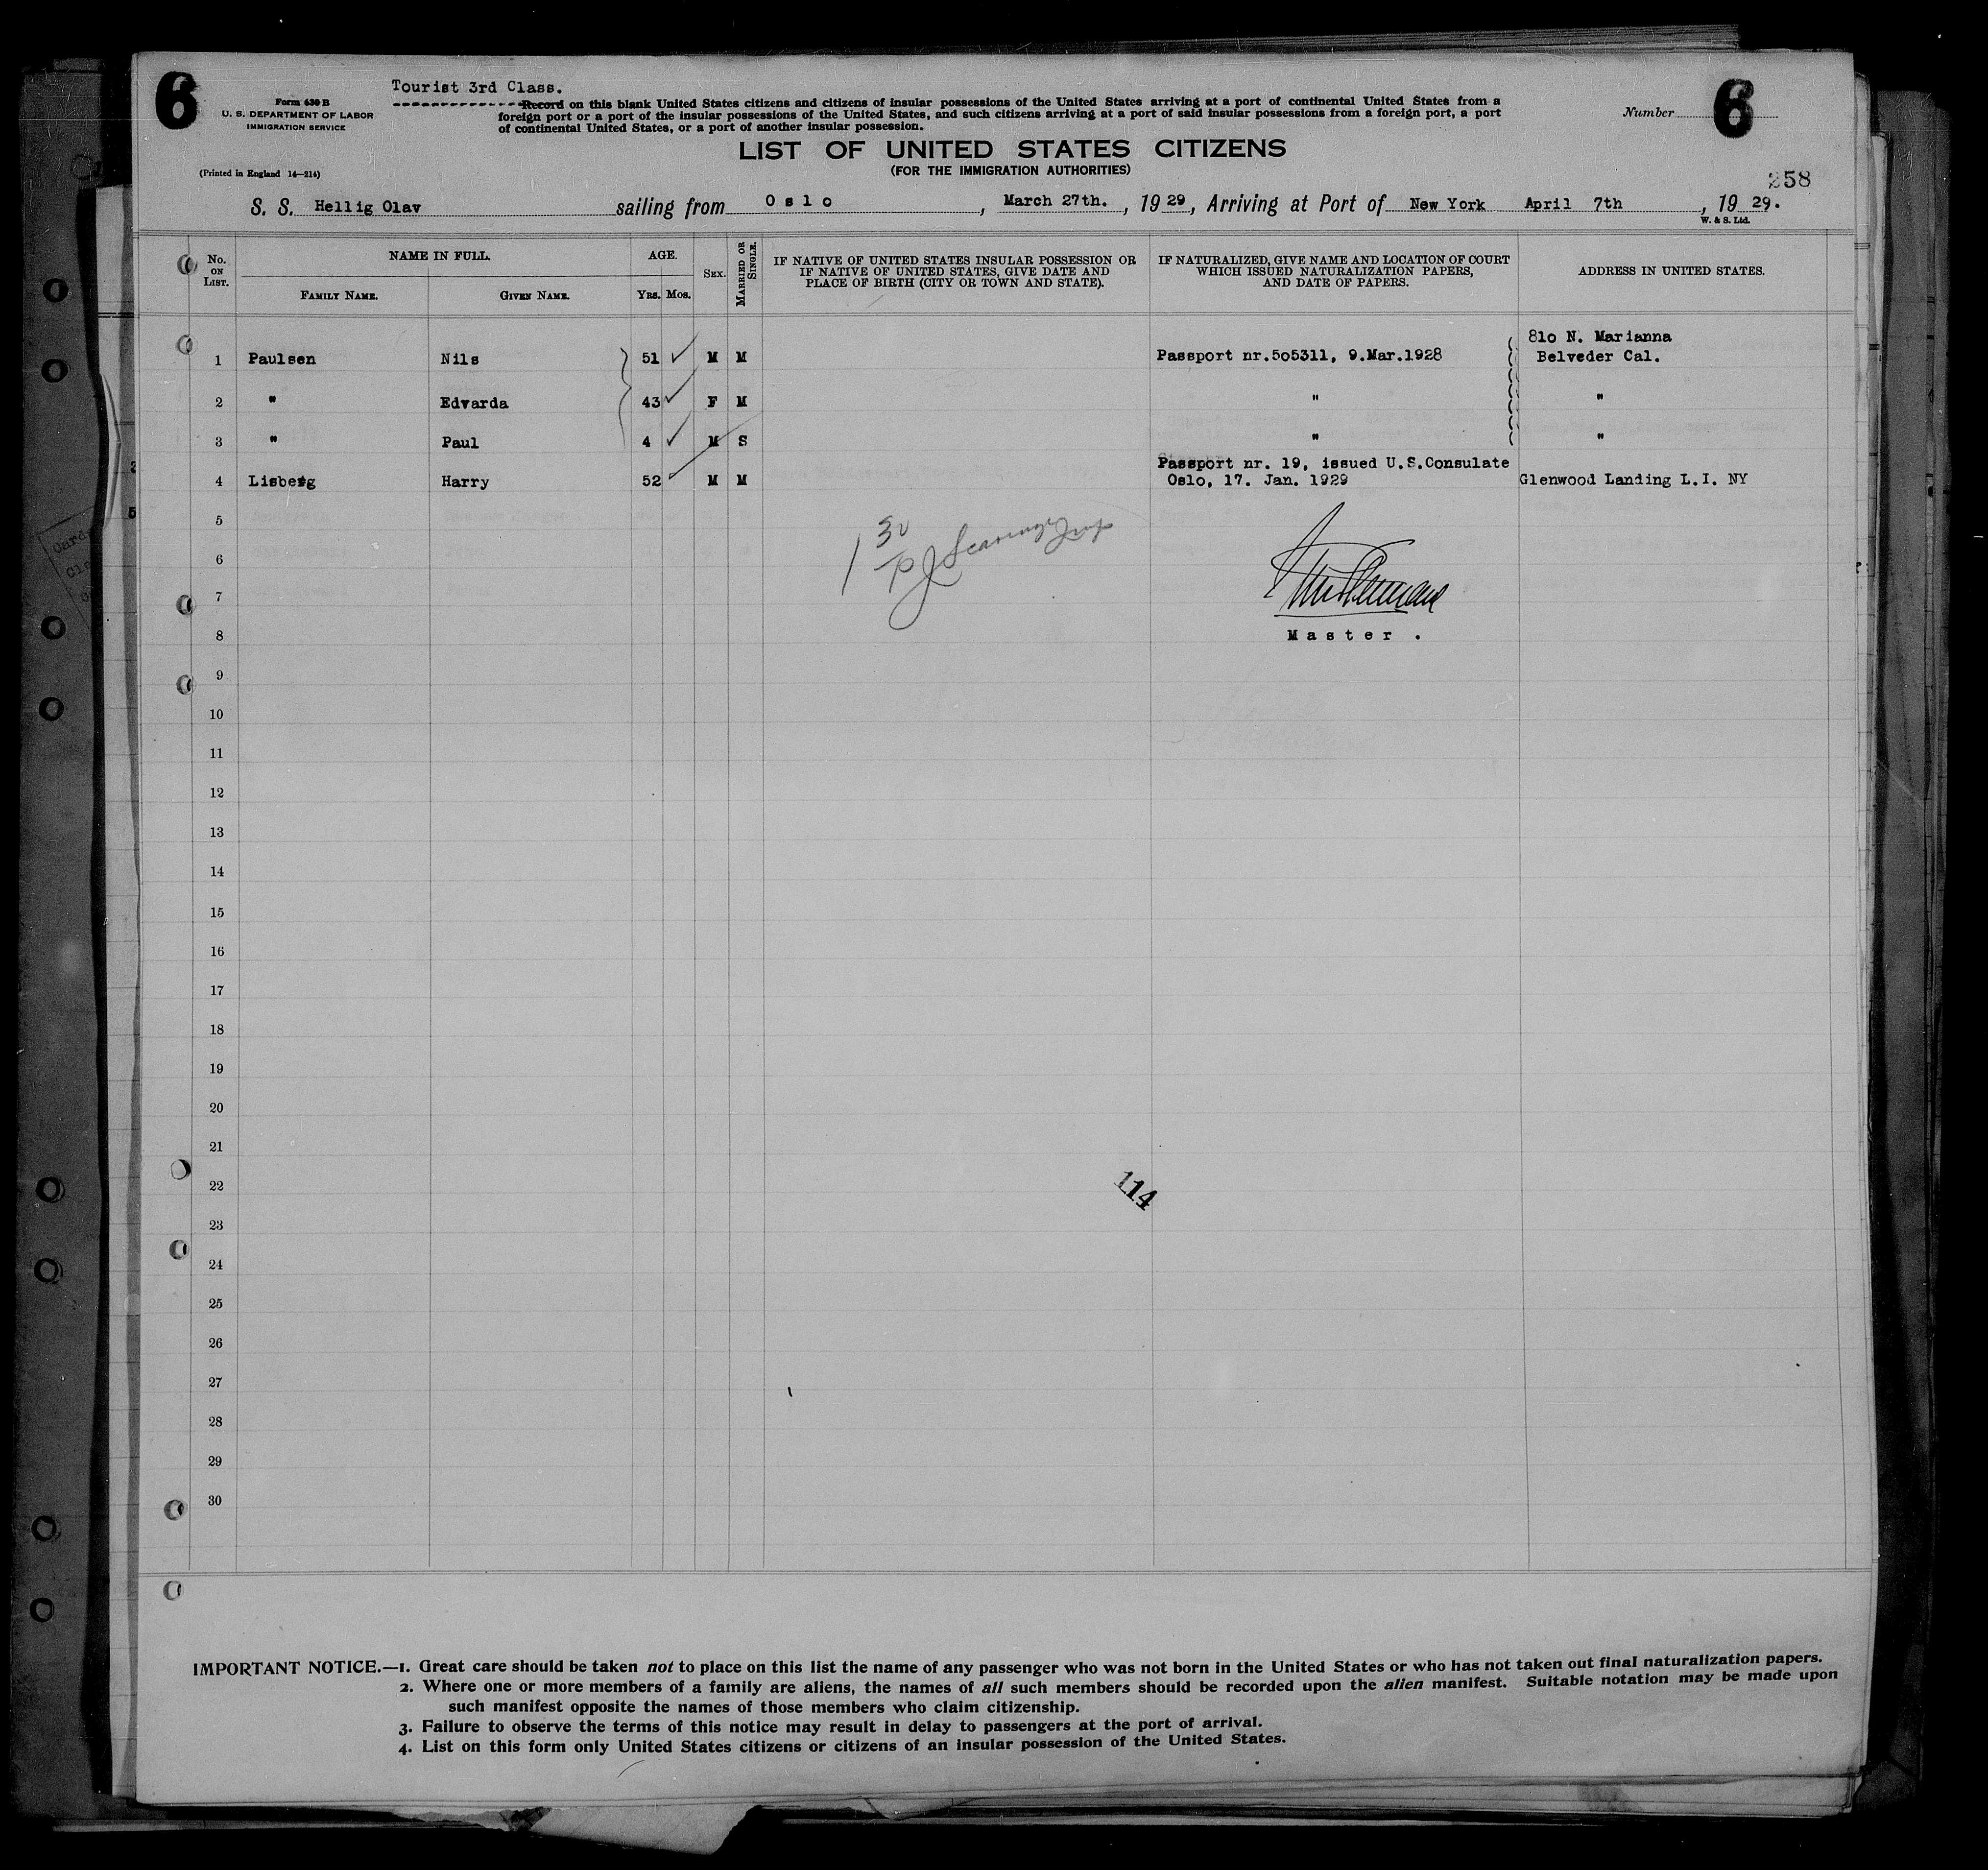 6
Tourist 3rd Class.
Form 630 B
U. S. DEPARTMENT OF LABOR
IMMIGRATION SERVICE
Record on this blank United States citizens and citizens of insular possessions of the United States arriving at a port of continental United States from a
foreign port or a port of the insular possessions of the United States, and such citizens arriving at a port of said insular possessions from a foreign port, a port
of continental United States, or a port of another insular possession.
Number 6
LIST OF UNITED STATES CITIZENS
(FOR THE IMMIGRATION AUTHORITIES)
(Printed in England 14—214)
258
S. S. Hellig Olav sailing from Oslo, March 27th., 1929, Arriving at Port of New York April 7th, 1929.
W. & S. Ltd.
No. ON LIST.
NAME IN FULL.
FAMILY NAME.
GIVEN NAME.
AGE.
YRS. MOS.
SEX.
MARRIED OR SINGLE.
IF NATIVE OF UNITED STATES INSULAR POSSESSION OR
IF NATIVE OF UNITED STATES, GIVE DATE AND
PLACE OF BIRTH (CITY OR TOWN AND STATE).
IF NATURALIZED, GIVE NAME AND LOCATION OF COURT
WHICH ISSUED NATURALIZATION PAPERS,
AND DATE OF PAPERS.
ADDRESS IN UNITED STATES.
810 N. Marianna
1 Paulsen Nils 51 M M Passport nr.505311, 9.Mar.1928 Belveder Cal.
2 " Edvarda 43 F M " "
3 " Paul 4 M S " "
Passport nr. 19, issued U.S.Consulate
4 Lisberg Harry 52 M M Oslo, 17. Jan. 1929 Glenwood Landing L.I. NY
5
6
7
8 Master .
9
10
11
12
13
14
15
16
17
18
19
20
21
22 114
23
24
25
26
27
28
29
30
IMPORTANT NOTICE.—1. Great care should be taken not to place on this list the name of any passenger who was not born in the United States or who has not taken out final naturalization papers.
2. Where one or more members of a family are aliens, the names of all such members should be recorded upon the alien manifest. Suitable notation may be made upon
such manifest opposite the names of those members who claim citizenship.
3. Failure to observe the terms of this notice may result in delay to passengers at the port of arrival.
4. List on this form only United States citizens or citizens of an insular possession of the United States.